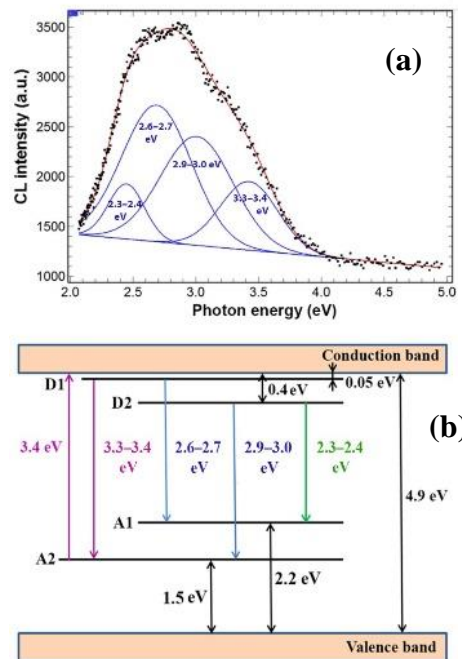 3500
3000
2500
2000
1500
1000
CL intensity (a.u.)
(a)
2.6–2.7
eV
2.9–3.0 eV
2.3–2.4
eV
3.3–3.4
eV
2.0 2.5 3.0 3.5 4.0 4.5 5.0
Photon energy (eV)
Conduction band
D1
0.4 eV
0.05 eV
D2
(b)
3.4 eV
3.3–3.4
eV
2.6–2.7
eV
2.9–3.0
eV
2.3–2.4
eV
4.9 eV
A1
A2
2.2 eV
1.5 eV
Valence band